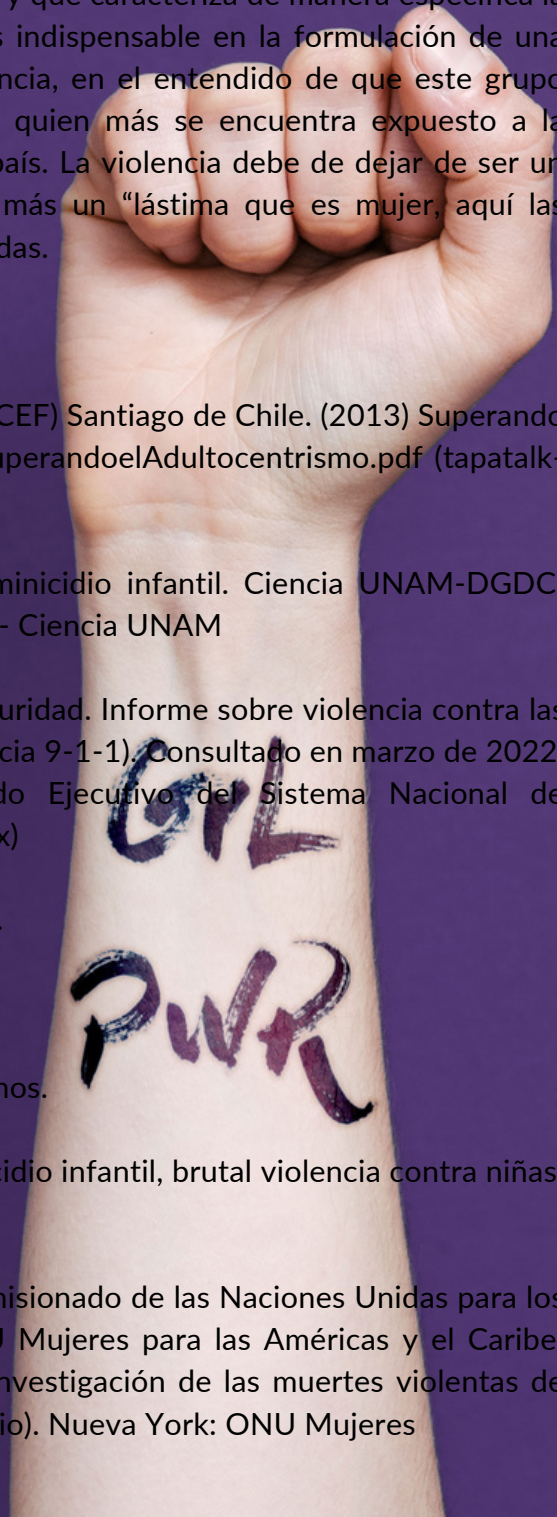 y que caracteriza de manera específica la
s indispensable en la formulación de una
ncia, en el entendido de que este grupo
quien más se encuentra expuesto a la
país. La violencia debe de dejar de ser un
más un “lástima que es mujer, aquí las
das.
CEF) Santiago de Chile. (2013) Superando
uperandoelAdultocentrismo.pdf (tapatalk-
minicidio infantil. Ciencia UNAM-DGDC
- Ciencia UNAM
uridad. Informe sobre violencia contra las
cia 9-1-1). Consultado en marzo de 2022
do Ejecutivo del Sistema Nacional de
x)
GrL
PWR
nos.
cidio infantil, brutal violencia contra niñas
misionado de las Naciones Unidas para los
U Mujeres para las Américas y el Caribe
nvestigación de las muertes violentas de
io). Nueva York: ONU Mujeres